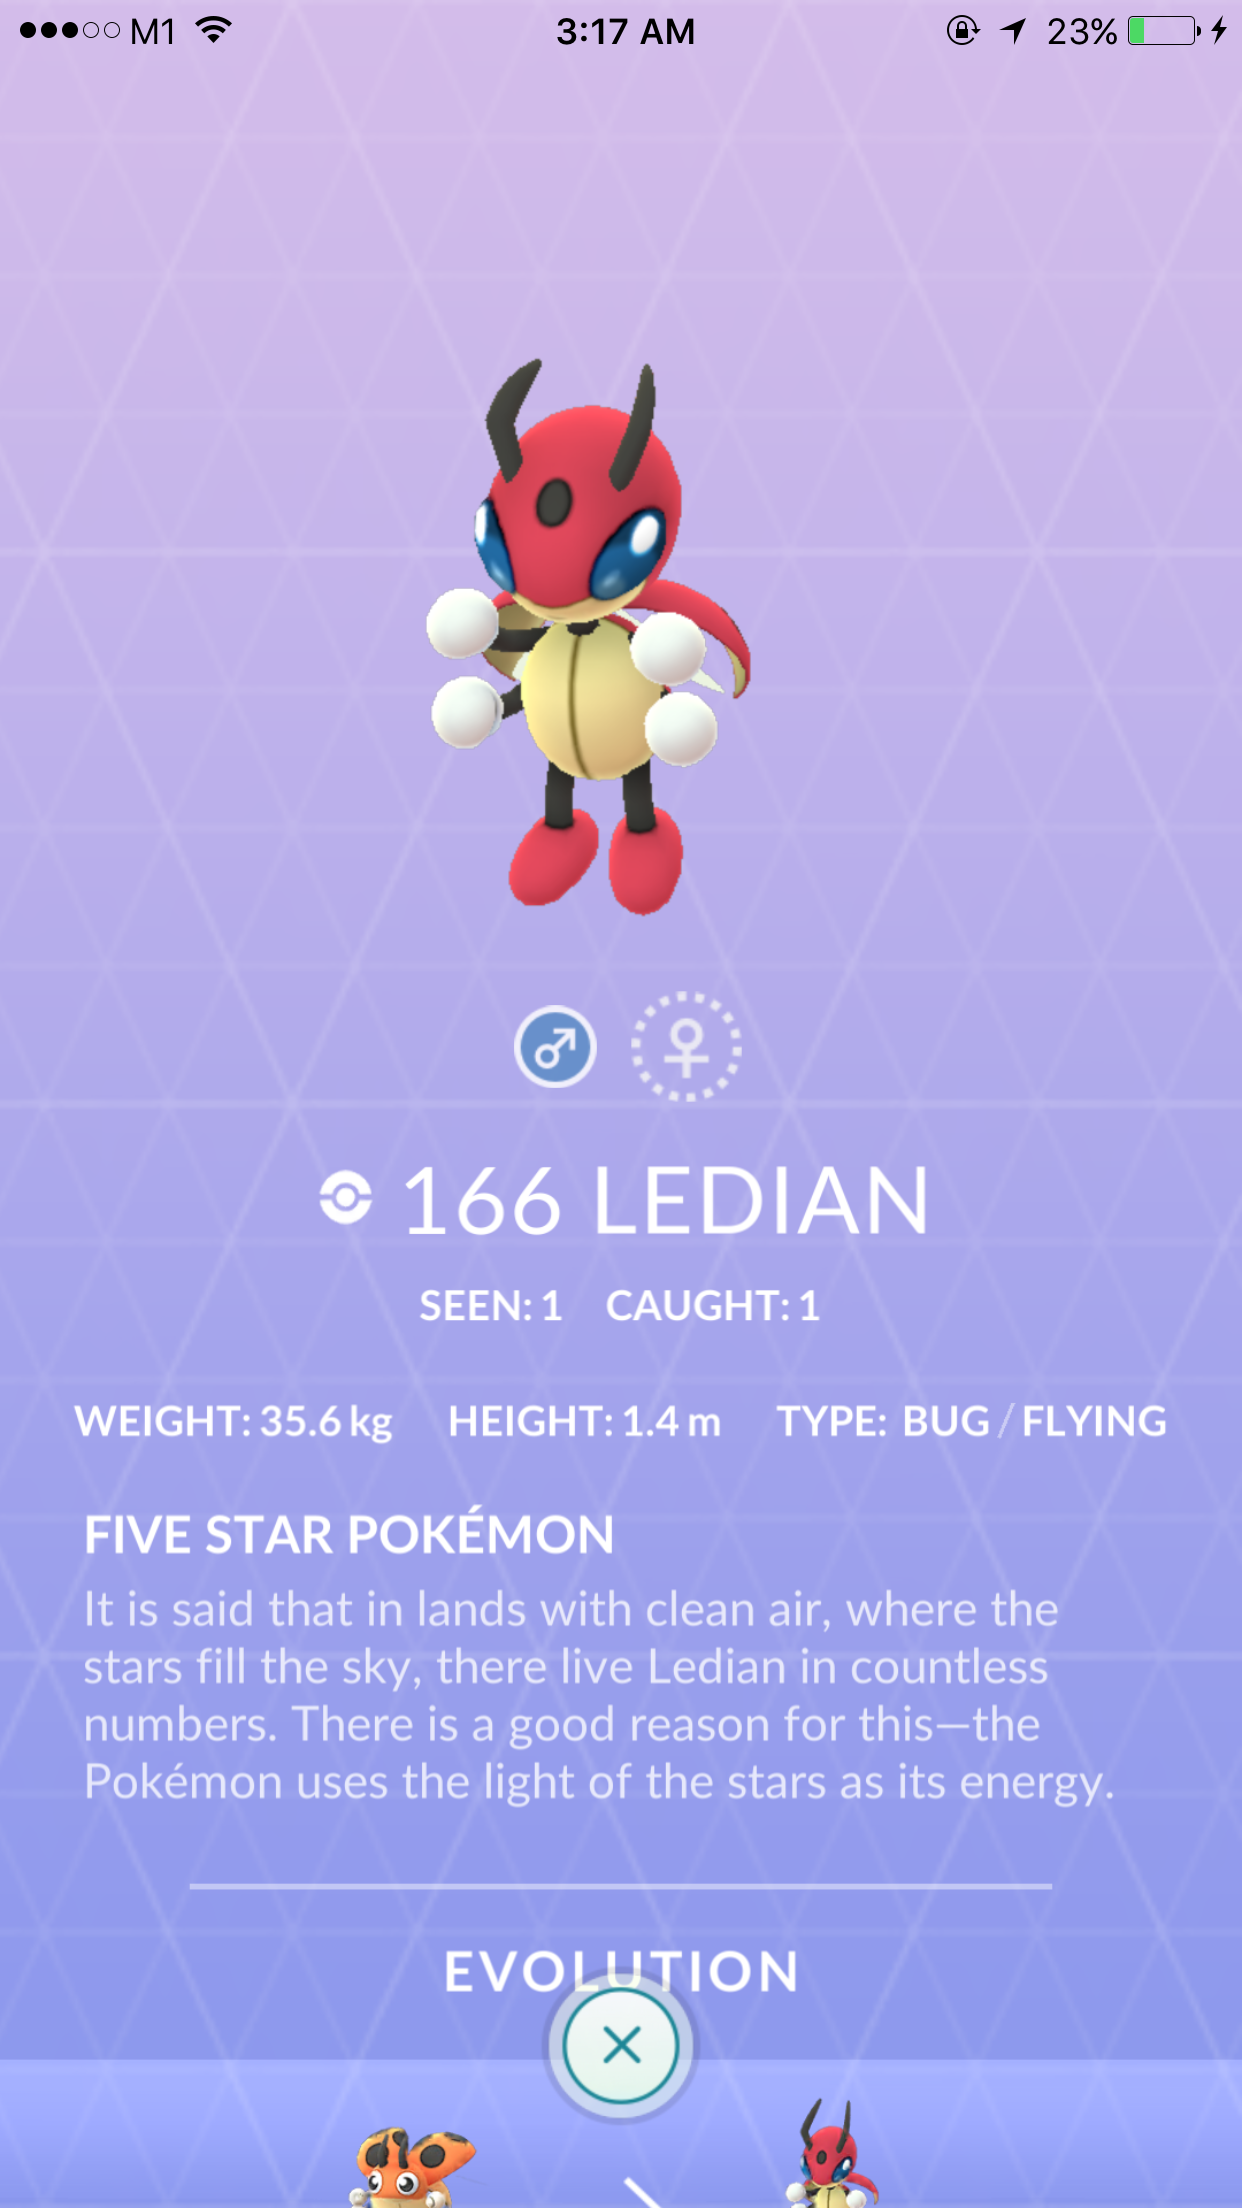 M1 3:17 AM 23%
166 LEDIAN
SEEN: 1 CAUGHT: 1
WEIGHT: 35.6 kg HEIGHT: 1.4 m TYPE: BUG / FLYING
FIVE STAR POKÉMON
It is said that in lands with clean air, where the
stars fill the sky, there live Ledian in countless
numbers. There is a good reason for this—the
Pokémon uses the light of the stars as its energy.
EVOLUTION